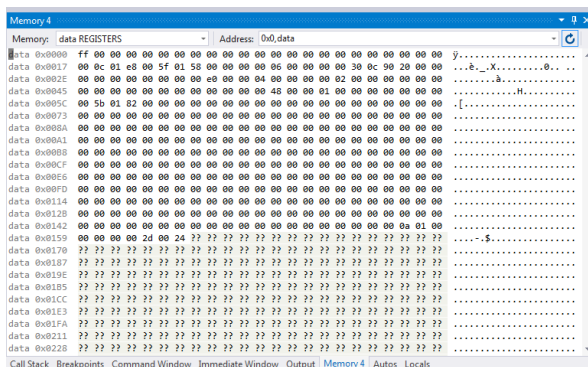 Memory 4
Memory: data REGISTERS Address: 0x0,data
data 0x0000 ff 00 00 00 00 00 00 00 00 00 00 00 00 00 00 00 00 00 00 00 00 00 00 ÿ......................
data 0x0017 00 0c 01 e8 00 5f 01 58 00 00 00 00 06 00 00 00 00 30 0c 90 20 00 00 ...è._.X.........0.. ..
data 0x002E 00 00 00 00 00 00 00 00 e0 00 00 04 00 00 00 00 02 00 00 00 00 00 00 ........à..............
data 0x0045 00 00 00 00 00 00 00 00 00 00 00 00 48 00 00 01 00 00 00 00 00 00 00 ............H..........
data 0x005C 00 5b 01 82 00 00 00 00 00 00 00 00 00 00 00 00 00 00 00 00 00 00 00 .[.....................
data 0x0073 00 00 00 00 00 00 00 00 00 00 00 00 00 00 00 00 00 00 00 00 00 00 00 .......................
data 0x008A 00 00 00 00 00 00 00 00 00 00 00 00 00 00 00 00 00 00 00 00 00 00 00 .......................
data 0x00A1 00 00 00 00 00 00 00 00 00 00 00 00 00 00 00 00 00 00 00 00 00 00 00 .......................
data 0x00B8 00 00 00 00 00 00 00 00 00 00 00 00 00 00 00 00 00 00 00 00 00 00 00 .......................
data 0x00CF 00 00 00 00 00 00 00 00 00 00 00 00 00 00 00 00 00 00 00 00 00 00 00 .......................
data 0x00E6 00 00 00 00 00 00 00 00 00 00 00 00 00 00 00 00 00 00 00 00 00 00 00 .......................
data 0x00FD 00 00 00 00 00 00 00 00 00 00 00 00 00 00 00 00 00 00 00 00 00 00 00 .......................
data 0x0114 00 00 00 00 00 00 00 00 00 00 00 00 00 00 00 00 00 00 00 00 00 00 00 .......................
data 0x012B 00 00 00 00 00 00 00 00 00 00 00 00 00 00 00 00 00 00 00 00 00 00 00 .......................
data 0x0142 00 00 00 00 00 00 00 00 00 00 00 00 00 00 00 00 00 00 00 00 0a 01 00 .......................
data 0x0159 00 00 00 00 2d 00 24 ?? ?? ?? ?? ?? ?? ?? ?? ?? ?? ?? ?? ?? ?? ?? ?? ....-.$................
data 0x0170 ?? ?? ?? ?? ?? ?? ?? ?? ?? ?? ?? ?? ?? ?? ?? ?? ?? ?? ?? ?? ?? ?? ?? .......................
data 0x0187 ?? ?? ?? ?? ?? ?? ?? ?? ?? ?? ?? ?? ?? ?? ?? ?? ?? ?? ?? ?? ?? ?? ?? .......................
data 0x019E ?? ?? ?? ?? ?? ?? ?? ?? ?? ?? ?? ?? ?? ?? ?? ?? ?? ?? ?? ?? ?? ?? ?? .......................
data 0x01B5 ?? ?? ?? ?? ?? ?? ?? ?? ?? ?? ?? ?? ?? ?? ?? ?? ?? ?? ?? ?? ?? ?? ?? .......................
data 0x01CC ?? ?? ?? ?? ?? ?? ?? ?? ?? ?? ?? ?? ?? ?? ?? ?? ?? ?? ?? ?? ?? ?? ?? .......................
data 0x01E3 ?? ?? ?? ?? ?? ?? ?? ?? ?? ?? ?? ?? ?? ?? ?? ?? ?? ?? ?? ?? ?? ?? ?? .......................
data 0x01FA ?? ?? ?? ?? ?? ?? ?? ?? ?? ?? ?? ?? ?? ?? ?? ?? ?? ?? ?? ?? ?? ?? ?? .......................
data 0x0211 ?? ?? ?? ?? ?? ?? ?? ?? ?? ?? ?? ?? ?? ?? ?? ?? ?? ?? ?? ?? ?? ?? ?? .......................
data 0x0228 ?? ?? ?? ?? ?? ?? ?? ?? ?? ?? ?? ?? ?? ?? ?? ?? ?? ?? ?? ?? ?? ?? ?? .......................
Call Stack Breakpoints Command Window Immediate Window Output Memory 4 Autos Locals